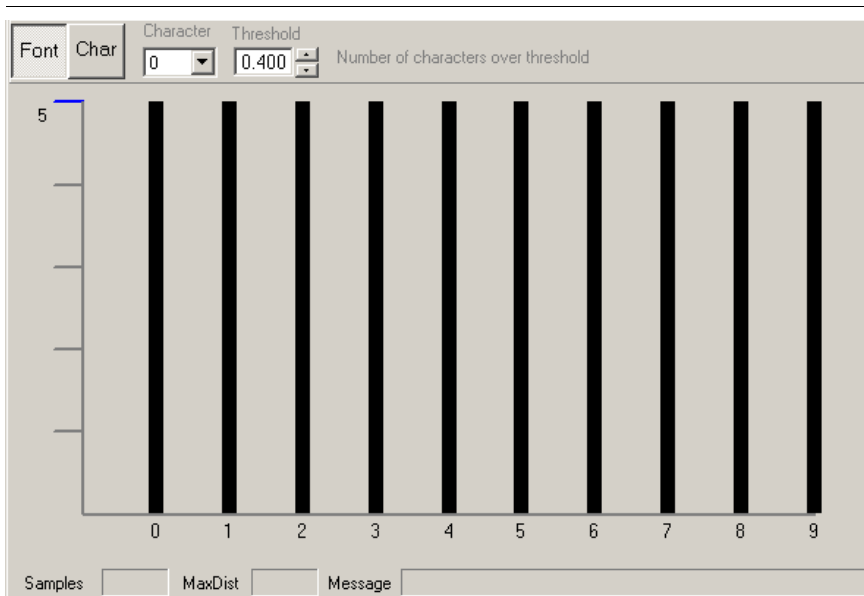 Font Char Character Threshold
0 0.400 Number of characters over threshold
5
0 1 2 3 4 5 6 7 8 9
Samples MaxDist Message